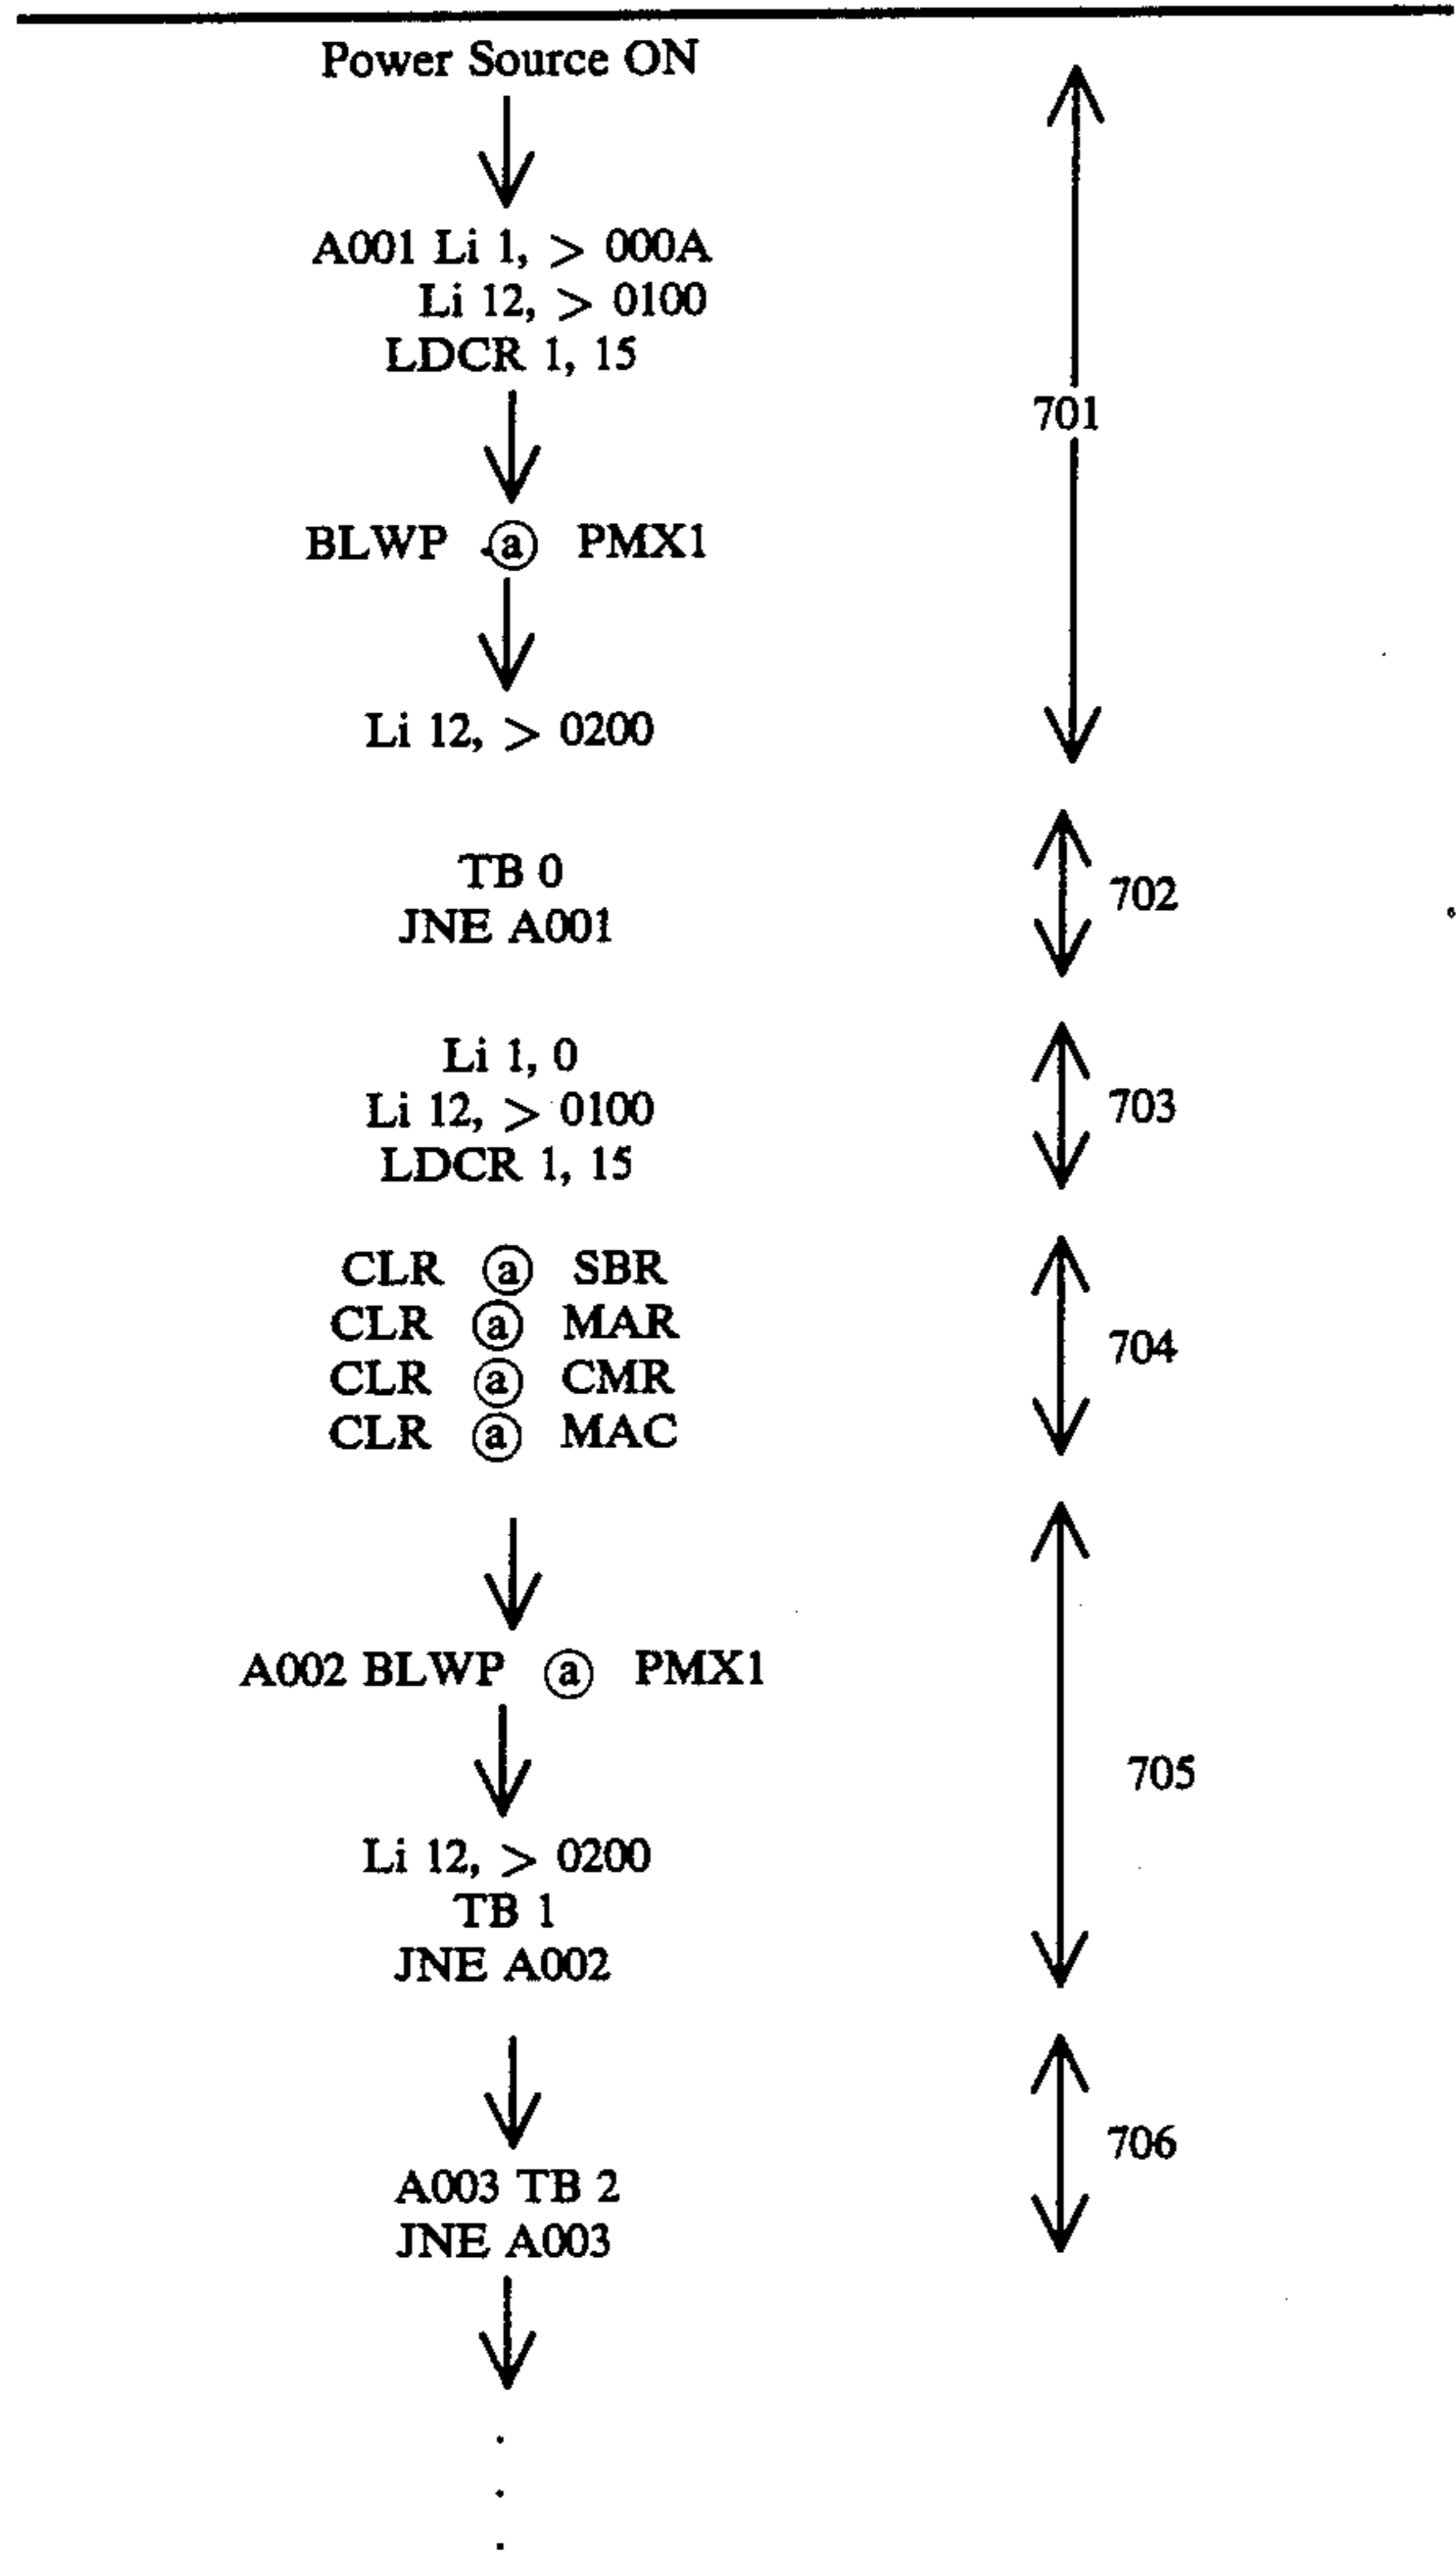 Power Source ON
A001 Li 1, > 000A
Li 12, > 0100
LDCR 1, 15
701
BLWP ⓐ PMX1
Li 12, > 0200
TB 0
702
JNE A001
Li 1, 0
Li 12, > 0100
703
LDCR 1, 15
CLR ⓐ SBR
CLR ⓐ MAR
704
CLR ⓐ CMR
CLR ⓐ MAC
A002 BLWP ⓐ PMX1
705
Li 12, > 0200
TB 1
JNE A002
706
A003 TB 2
JNE A003
.
.
.